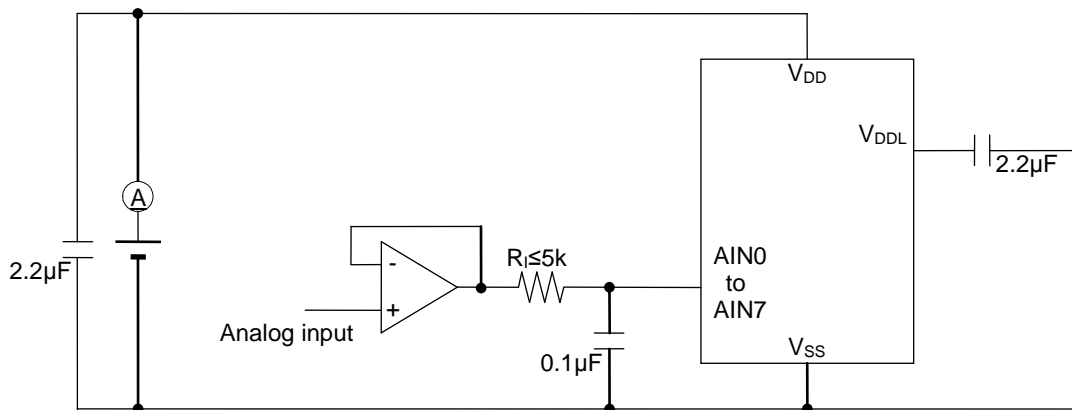 V_DD
V_DDL
2.2µF
A
2.2µF
-
R_I≤5k
AIN0
to
AIN7
+
Analog input
0.1µF
V_SS